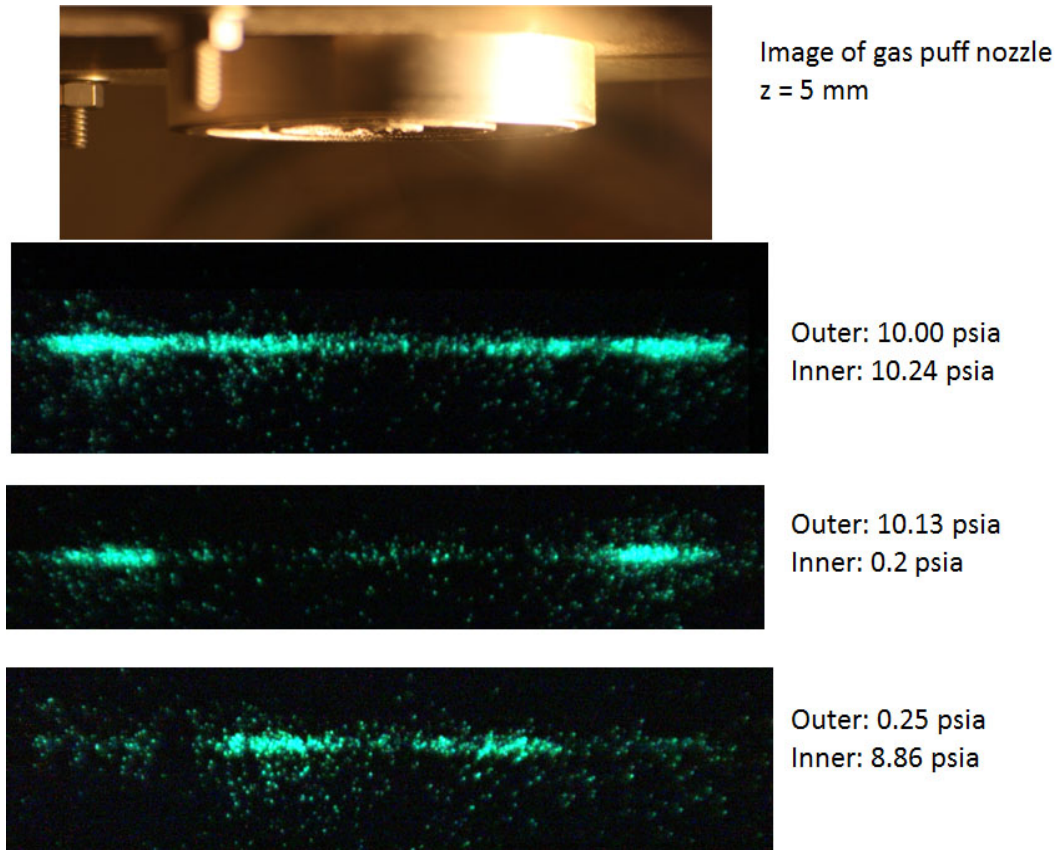 Image of gas puff nozzle
z = 5 mm
Outer: 10.00 psia
Inner: 10.24 psia
Outer: 10.13 psia
Inner: 0.2 psia
Outer: 0.25 psia
Inner: 8.86 psia